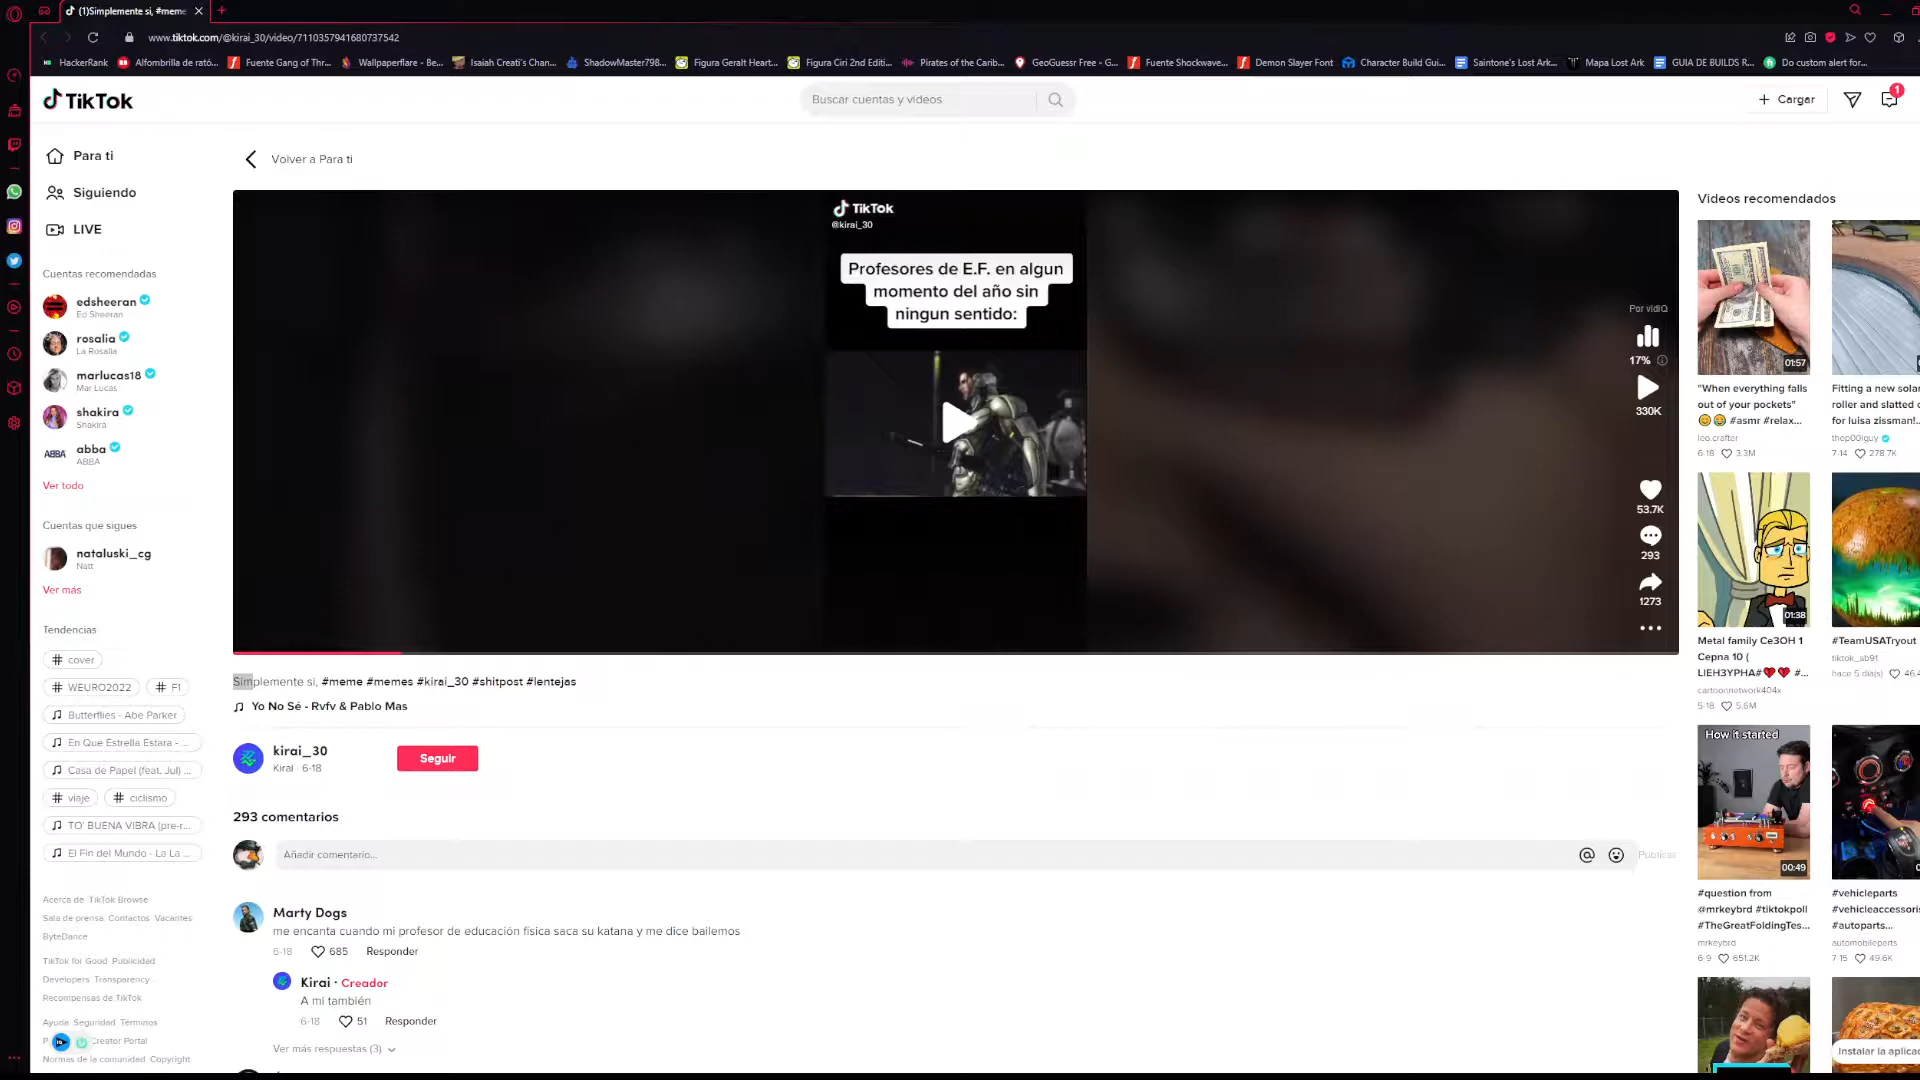 (1)Simplemente si, #meme
www.tiktok.com/@kirai_30/video/7110357941680737542
HackerRank
Alfombrilla de rató...
Fuente Gang of Thr...
Wallpaperflare - Be...
Isaiah Creati's Chan...
ShadowMaster798...
Figura Geralt Heart...
Figura Ciri 2nd Editi...
Pirates of the Carib...
GeoGuessr Free - G...
Fuente Shockwave...
Demon Slayer Font
Character Build Gui...
Saintone's Lost Ark...
Mapa Lost Ark
GUIA DE BUILDS R...
Do custom alert for...
TikTok
Buscar cuentas y videos
Cargar
1
Para ti
Siguiendo
LIVE
Cuentas recomendadas
edsheeran
Ed Sheeran
rosalia
La Rosalia
marlucas18
Mar Lucas
shakira
Shakira
ABBA
abba
ABBA
Ver todo
Cuentas que sigues
nataluski_cg
Natt
Ver más
Tendencias
# cover
# WEURO2022
# F1
Butterflies - Abe Parker
En Que Estrella Estara - ...
Casa de Papel (feat. Jul) ...
# viaje
# ciclismo
TO' BUENA VIBRA (pre-r...
El Fin del Mundo - La La ...
Acerca de TikTok Browse
Sala de prensa Contactos Vacantes
ByteDance
TikTok for Good Publicidad
Developers Transparency...
Recompensas de TikTok
Ayuda Seguridad Términos
Creator Portal
Normas de la comunidad Copyright
Volver a Para ti
TikTok
@kirai_30
Profesores de E.F. en algun
momento del año sin
ningun sentido:
Por vidIQ
17%
330K
53.7K
293
1273
Simplemente si, #meme #memes #kirai_30 #shitpost #lentejas
Yo No Sé - Rvfv & Pablo Mas
kirai_30
Kirai · 6-18
Seguir
293 comentarios
Añadir comentario...
Publicar
Marty Dogs
me encanta cuando mi profesor de educación física saca su katana y me dice bailemos
6-18
685
Responder
Kirai · Creador
A mi también
6-18
51
Responder
Ver más respuestas (3)
Videos recomendados
01:57
"When everything falls
out of your pockets"
😊😂 #asmr #relax...
leo.crafter
6-18
3.3M
Fitting a new sola
roller and slatted c
for luisa zissman!..
thep00lguy
7-14
278.7K
01:38
Metal family Се3ОН 1
Серпа 10 (
LIEH3YPHA#💔💔 #...
cartoonnetwork404x
5-18
5.6M
#TeamUSATryout
tiktok_ab91
hace 5 día(s)
46.4
How it started
00:49
#question from
@mrkeybrd #tiktokpoll
#TheGreatFoldingTes...
mrkeybrd
6-9
651.2K
#vehicleparts
#vehicleaccessoris
#autoparts...
automobileparts
7-15
49.6K
Instalar la aplicac